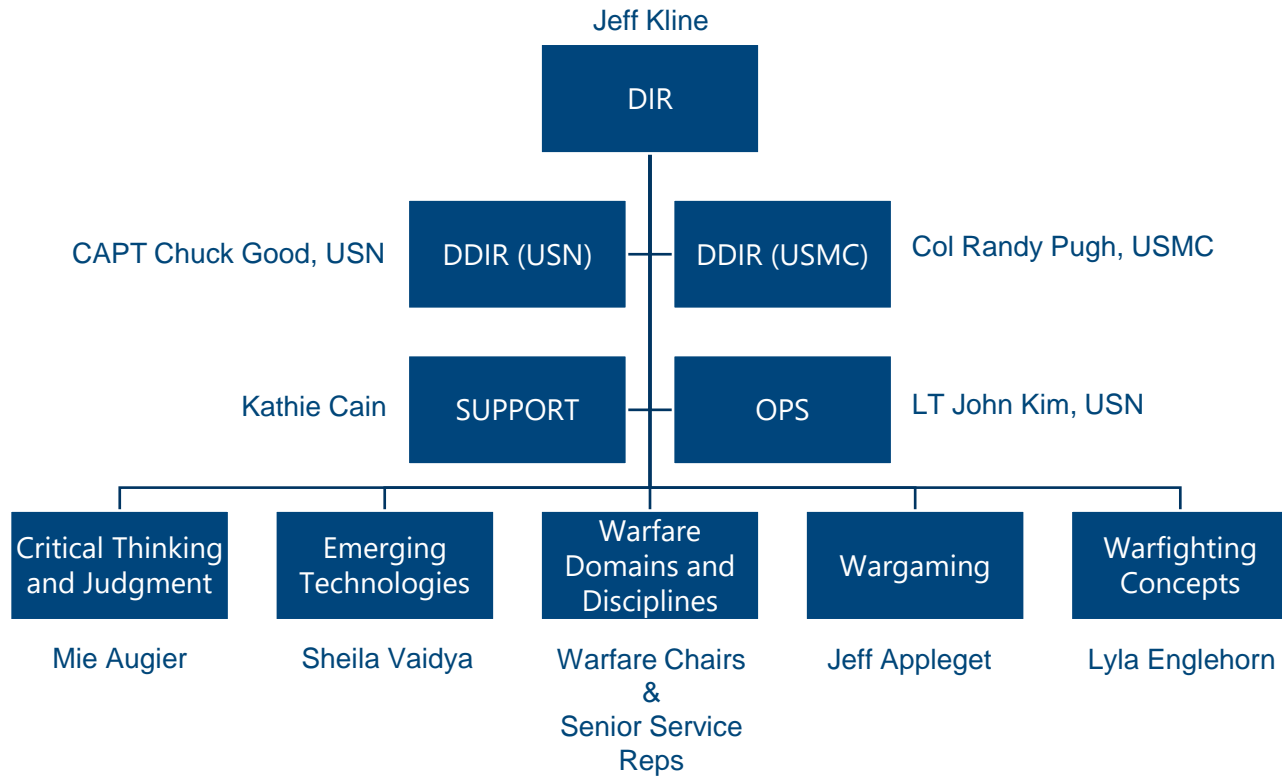 Jeff Kline
DIR
CAPT Chuck Good, USN
DDIR (USN)
DDIR (USMC)
Col Randy Pugh, USMC
Kathie Cain
SUPPORT
OPS
LT John Kim, USN
Critical Thinking
and Judgment
Emerging
Technologies
Warfare
Domains and
Disciplines
Wargaming
Warfighting
Concepts
Mie Augier
Sheila Vaidya
Warfare Chairs
&
Senior Service
Reps
Jeff Appleget
Lyla Englehorn